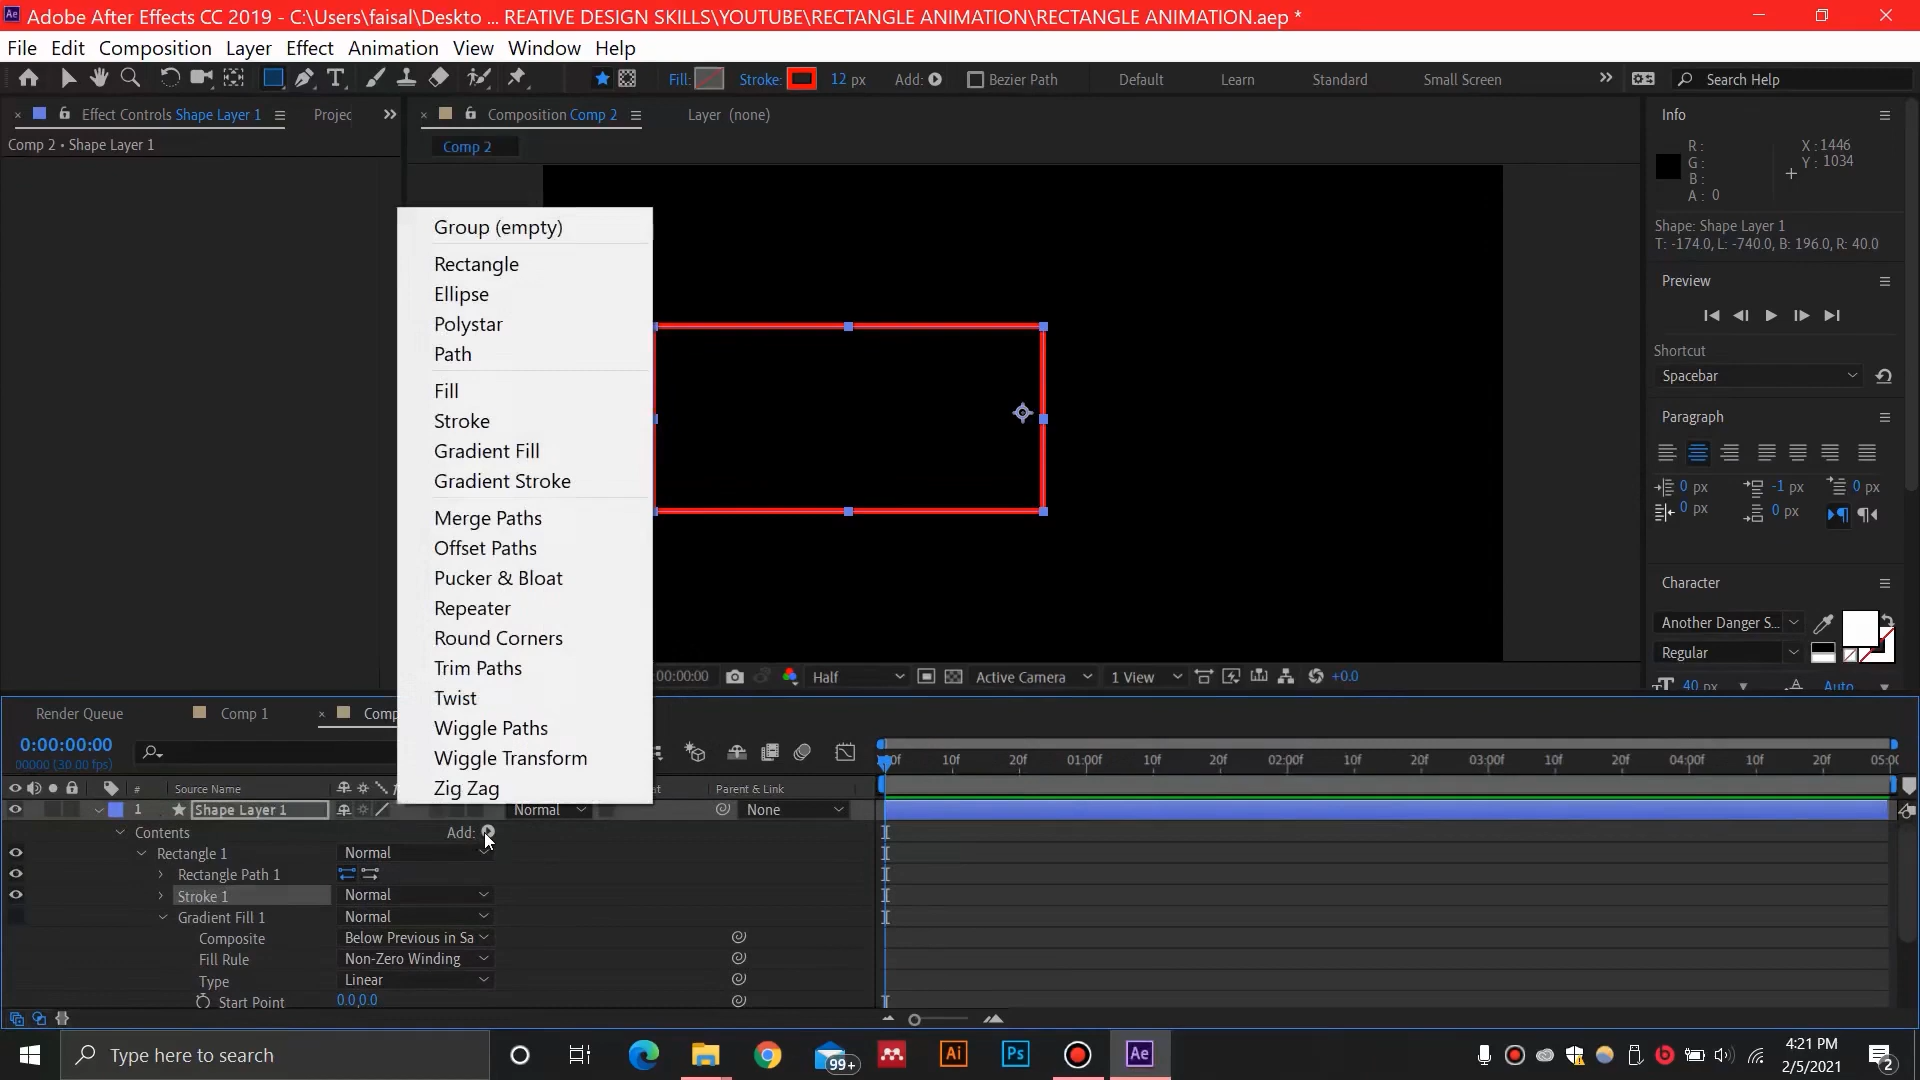 Adobe After Effects CC 2019 - C:\Users\faisal\Deskto ... REATIVE DESIGN SKILLS\YOUTUBE\RECTANGLE ANIMATION\RECTANGLE ANIMATION.aep *
File Edit Composition Layer Effect Animation View Window Help
Fill: Stroke: 12 px Add: Bezier Path Default Learn Standard Small Screen Search Help
Effect Controls Shape Layer 1 Projec Composition Comp 2 Layer (none) Info
Comp 2 • Shape Layer 1 Comp 2
R :
G :
B :
A : 0
X : 1446
Y : 1034
Shape: Shape Layer 1
T: -174.0, L: -740.0, B: 196.0, R: 40.0
Preview
Shortcut
Spacebar
Paragraph
0 px -1 px 0 px
0 px 0 px
Character
Another Danger S...
Regular
40 px Auto
Group (empty)
Rectangle
Ellipse
Polystar
Path
Fill
Stroke
Gradient Fill
Gradient Stroke
Merge Paths
Offset Paths
Pucker & Bloat
Repeater
Round Corners
Trim Paths
Twist
Wiggle Paths
Wiggle Transform
Zig Zag
:00:00:00 Half Active Camera 1 View +0.0
Render Queue Comp 1 Comp
0:00:00:00
00000 (30.00 fps)
:00f 10f 20f 01:00f 10f 20f 02:00f 10f 20f 03:00f 10f 20f 04:00f 10f 20f 05:00
# Source Name Parent & Link
1 Shape Layer 1 Normal None
Contents Add:
Rectangle 1 Normal
Rectangle Path 1
Stroke 1 Normal
Gradient Fill 1 Normal
Composite Below Previous in Sa
Fill Rule Non-Zero Winding
Type Linear
Start Point 0.0,0.0
Type here to search
99+
Ai
Ps
Ae
4:21 PM
2/5/2021
2